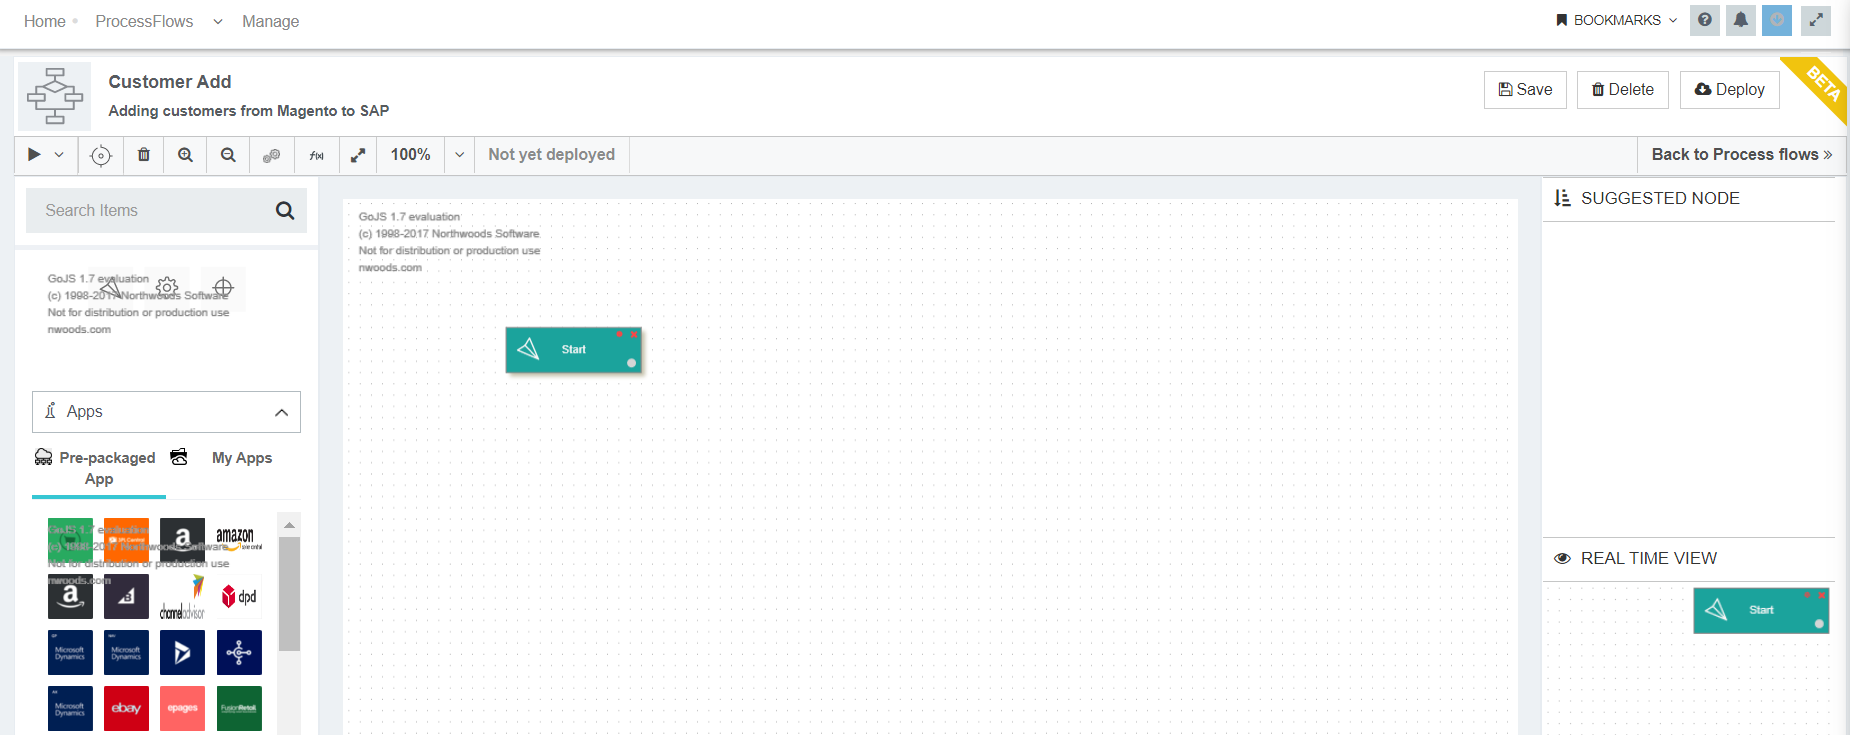 Home ProcessFlows Manage
BOOKMARKS
Customer Add
Adding customers from Magento to SAP
Save Delete Deploy
BETA
f(x) 100% Not yet deployed
Back to Process flows »
Search Items
GoJS 1.7 evaluation
(c) 1998-2017 Northwoods Software
Not for distribution or production use
nwoods.com
Apps
Pre-packaged
App
My Apps
GoJS 1.7 evaluation
(c) 1998-2017 Northwoods Software
Not for distribution or production use
nwoods.com
a amazon
a channeladvisor dpd
Microsoft
Dynamics
Microsoft
Dynamics
Microsoft
Dynamics
ebay epages FusionRetail
GoJS 1.7 evaluation
(c) 1998-2017 Northwoods Software
Not for distribution or production use
nwoods.com
Start
SUGGESTED NODE
REAL TIME VIEW
Start